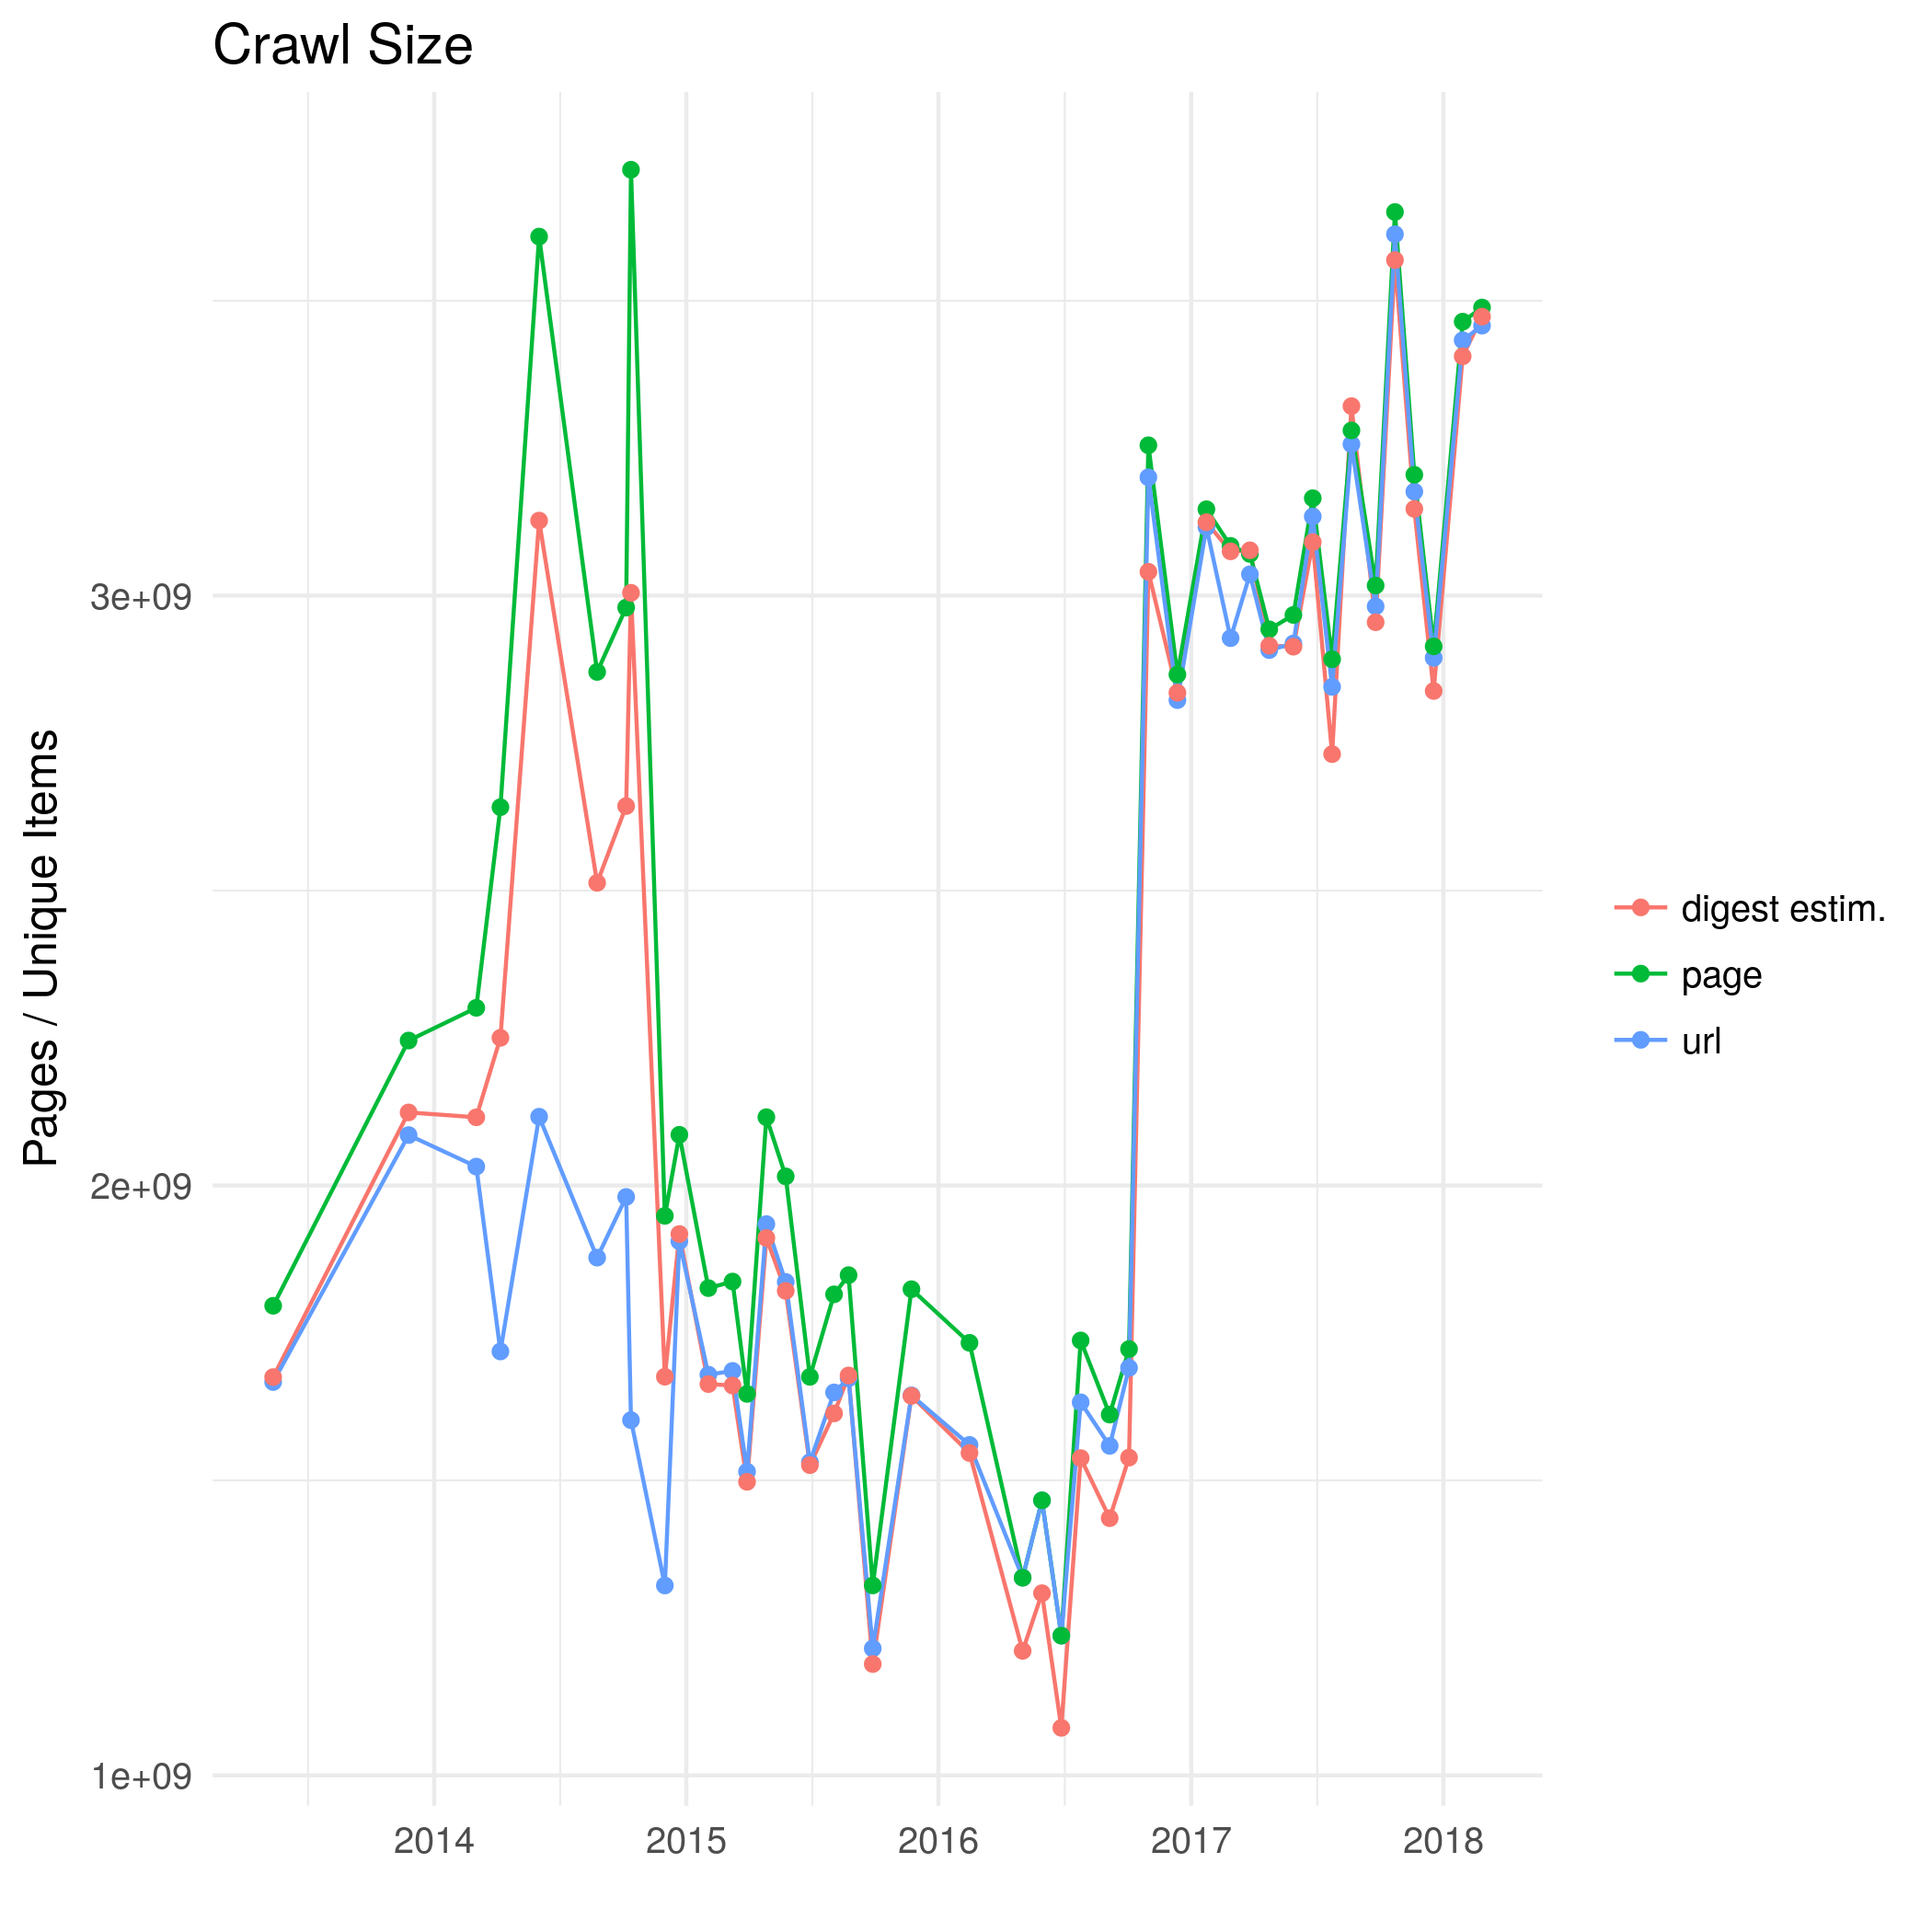 Crawl Size
Pages / Unique Items
3e+09
2e+09
1e+09
2014
2015
2016
2017
2018
digest estim.
page
url